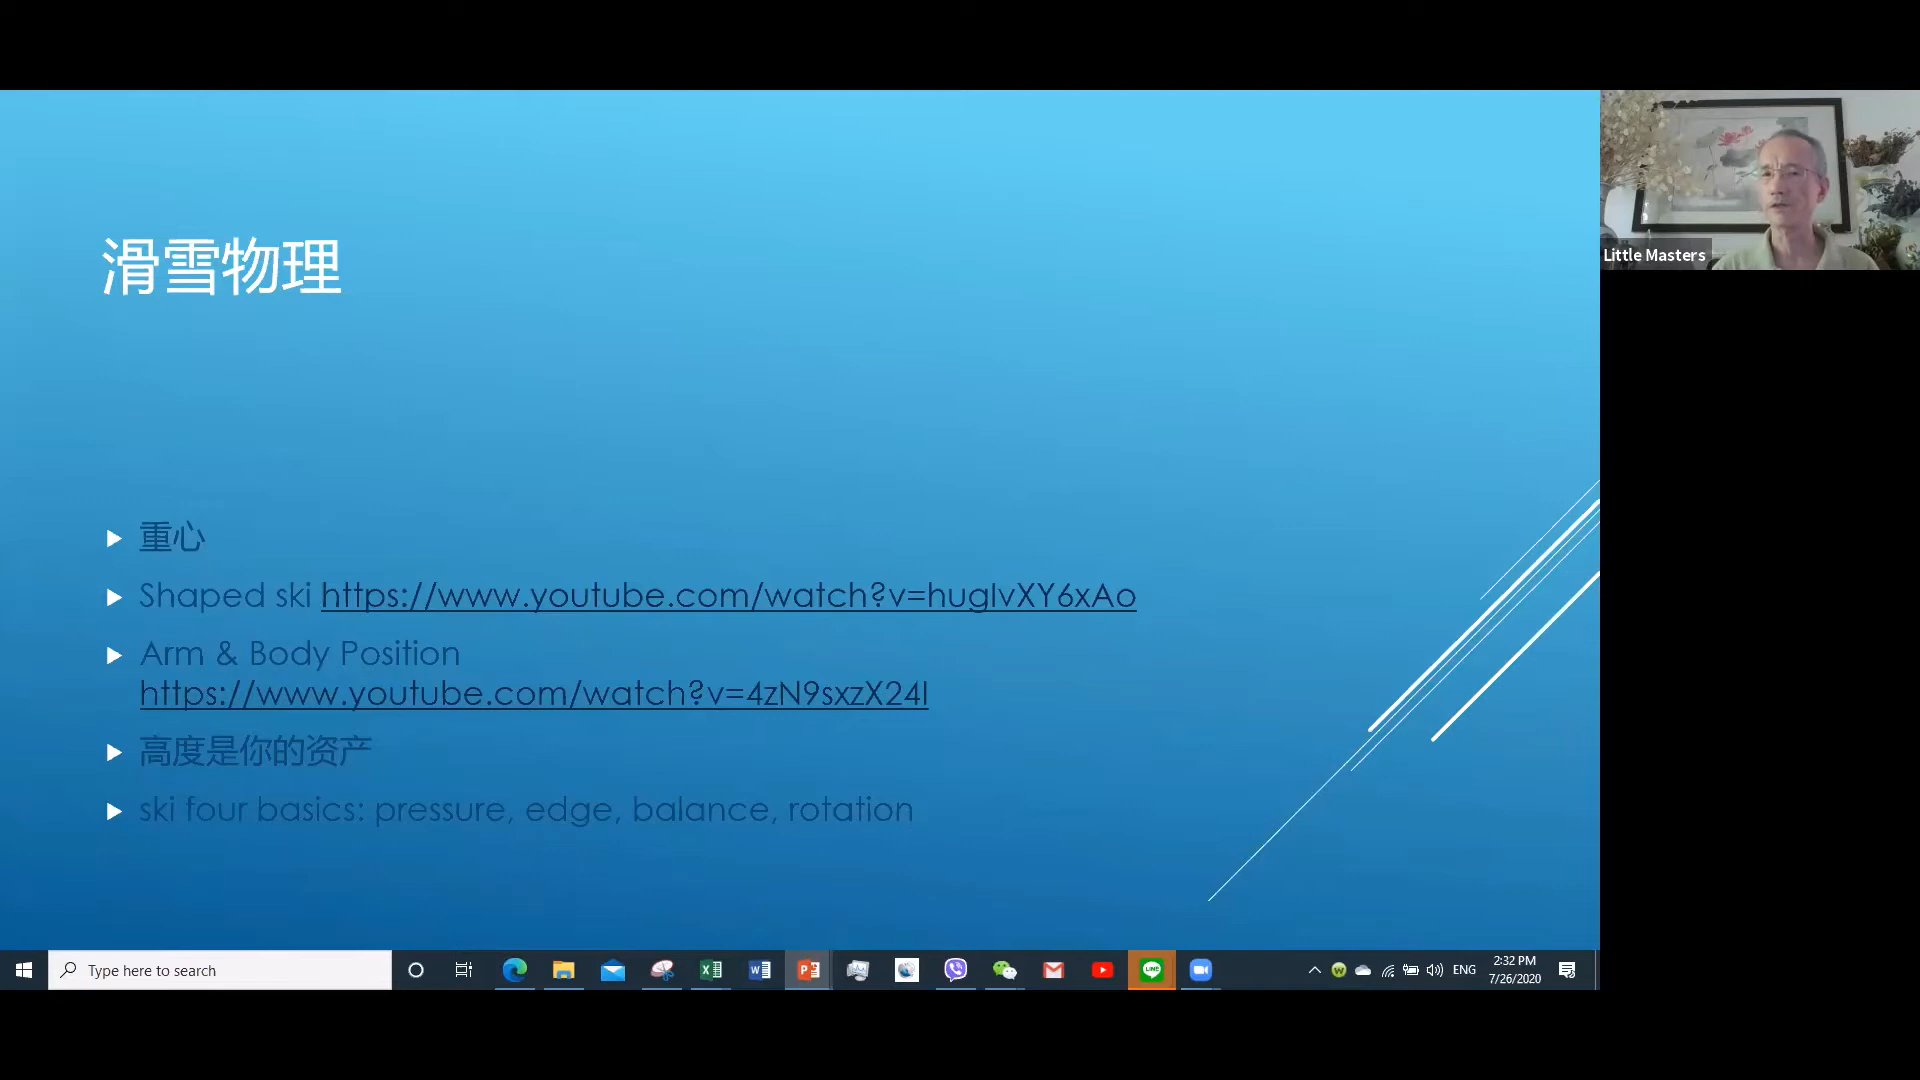 滑雪物理
重心
Shaped ski https://www.youtube.com/watch?v=hugIvXY6xAo
Arm & Body Position
https://www.youtube.com/watch?v=4zN9sxzX24I
高度是你的资产
ski four basics: pressure, edge, balance, rotation
Little Masters
Type here to search
ENG
2:32 PM
7/26/2020